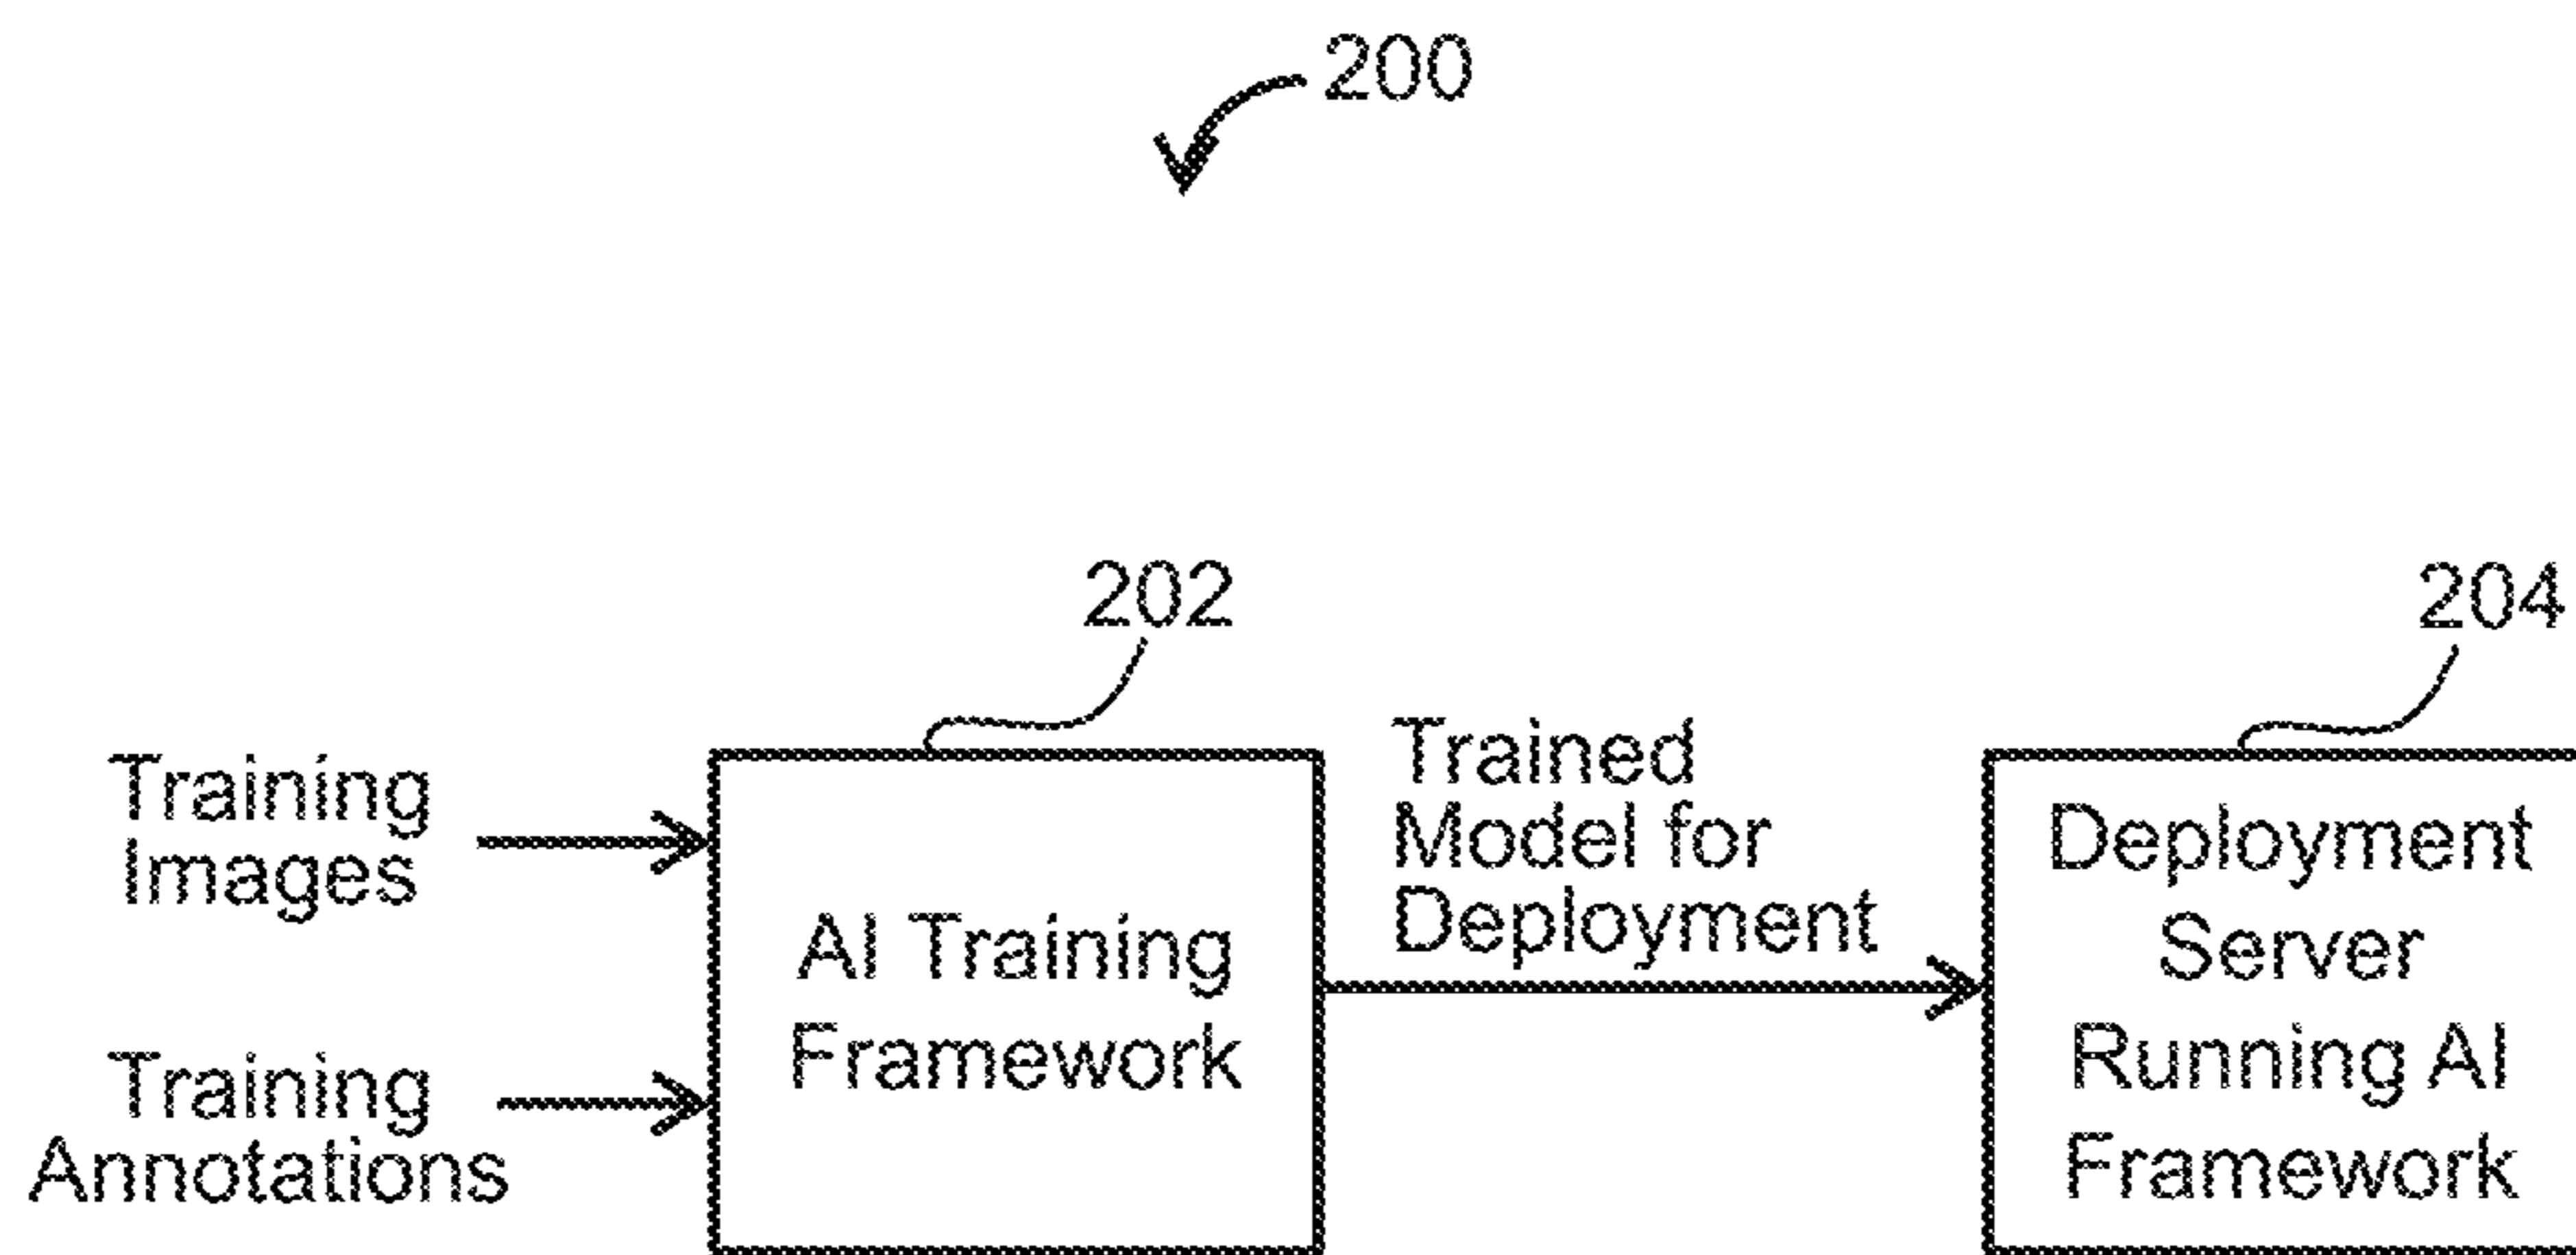 200
202
204
Training
Images
Training
Annotations
AI Training
Framework
Trained
Model for
Deployment
Deployment
Server
Running AI
Framework